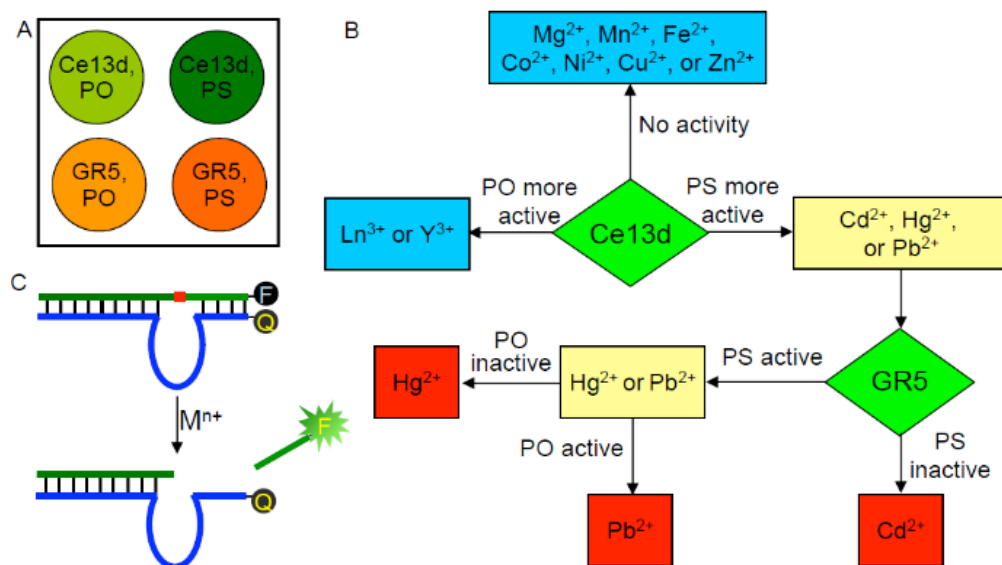 A
Ce13d,
PO
Ce13d,
PS
GR5,
PO
GR5,
PS
B
Mg²⁺, Mn²⁺, Fe²⁺,
Co²⁺, Ni²⁺, Cu²⁺, or Zn²⁺
No activity
PO more
active
PS more
active
Ln³⁺ or Y³⁺
Ce13d
Cd²⁺, Hg²⁺,
or Pb²⁺
PO
inactive
PS active
Hg²⁺
Hg²⁺ or Pb²⁺
GR5
PO active
PS
inactive
Pb²⁺
Cd²⁺
C
F
Q
Mⁿ⁺
F
Q